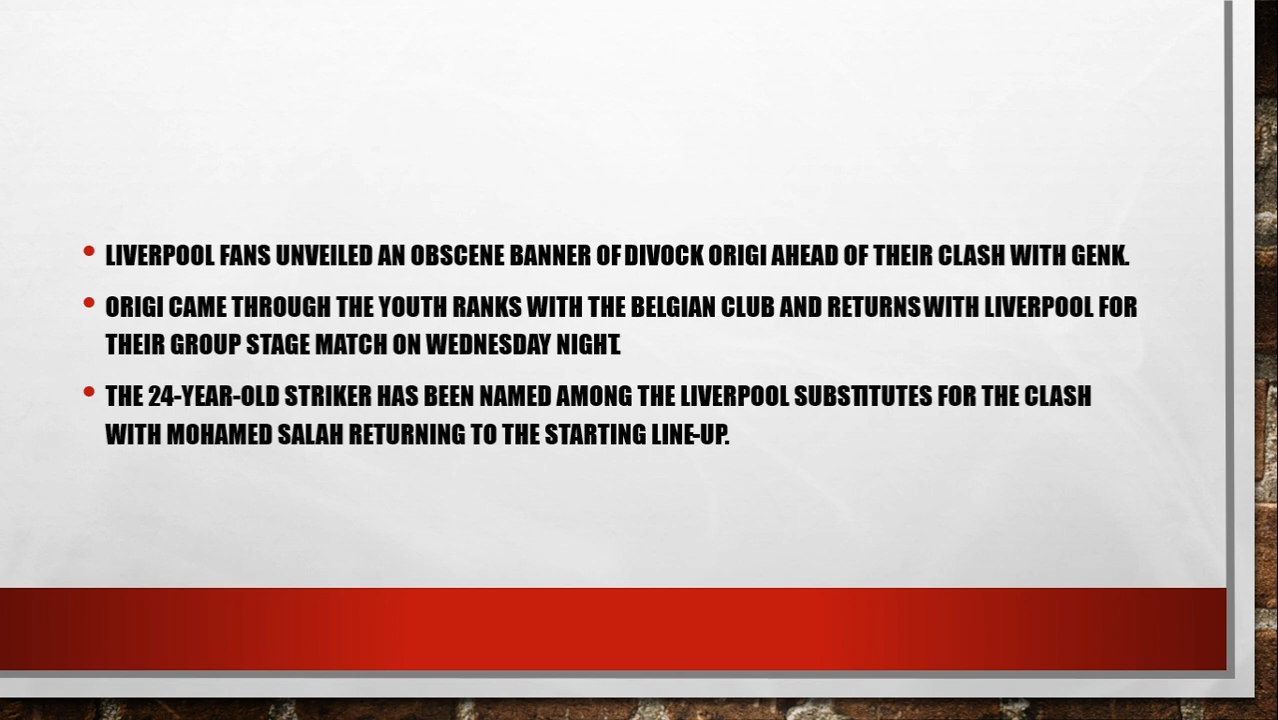 • LIVERPOOL FANS UNVEILED AN OBSCENE BANNER OF DIVOCK ORIGI AHEAD OF THEIR CLASH WITH GENK.
• ORIGI CAME THROUGH THE YOUTH RANKS WITH THE BELGIAN CLUB AND RETURNS WITH LIVERPOOL FOR
THEIR GROUP STAGE MATCH ON WEDNESDAY NIGHT.
• THE 24-YEAR-OLD STRIKER HAS BEEN NAMED AMONG THE LIVERPOOL SUBSTITUTES FOR THE CLASH
WITH MOHAMED SALAH RETURNING TO THE STARTING LINE-UP.